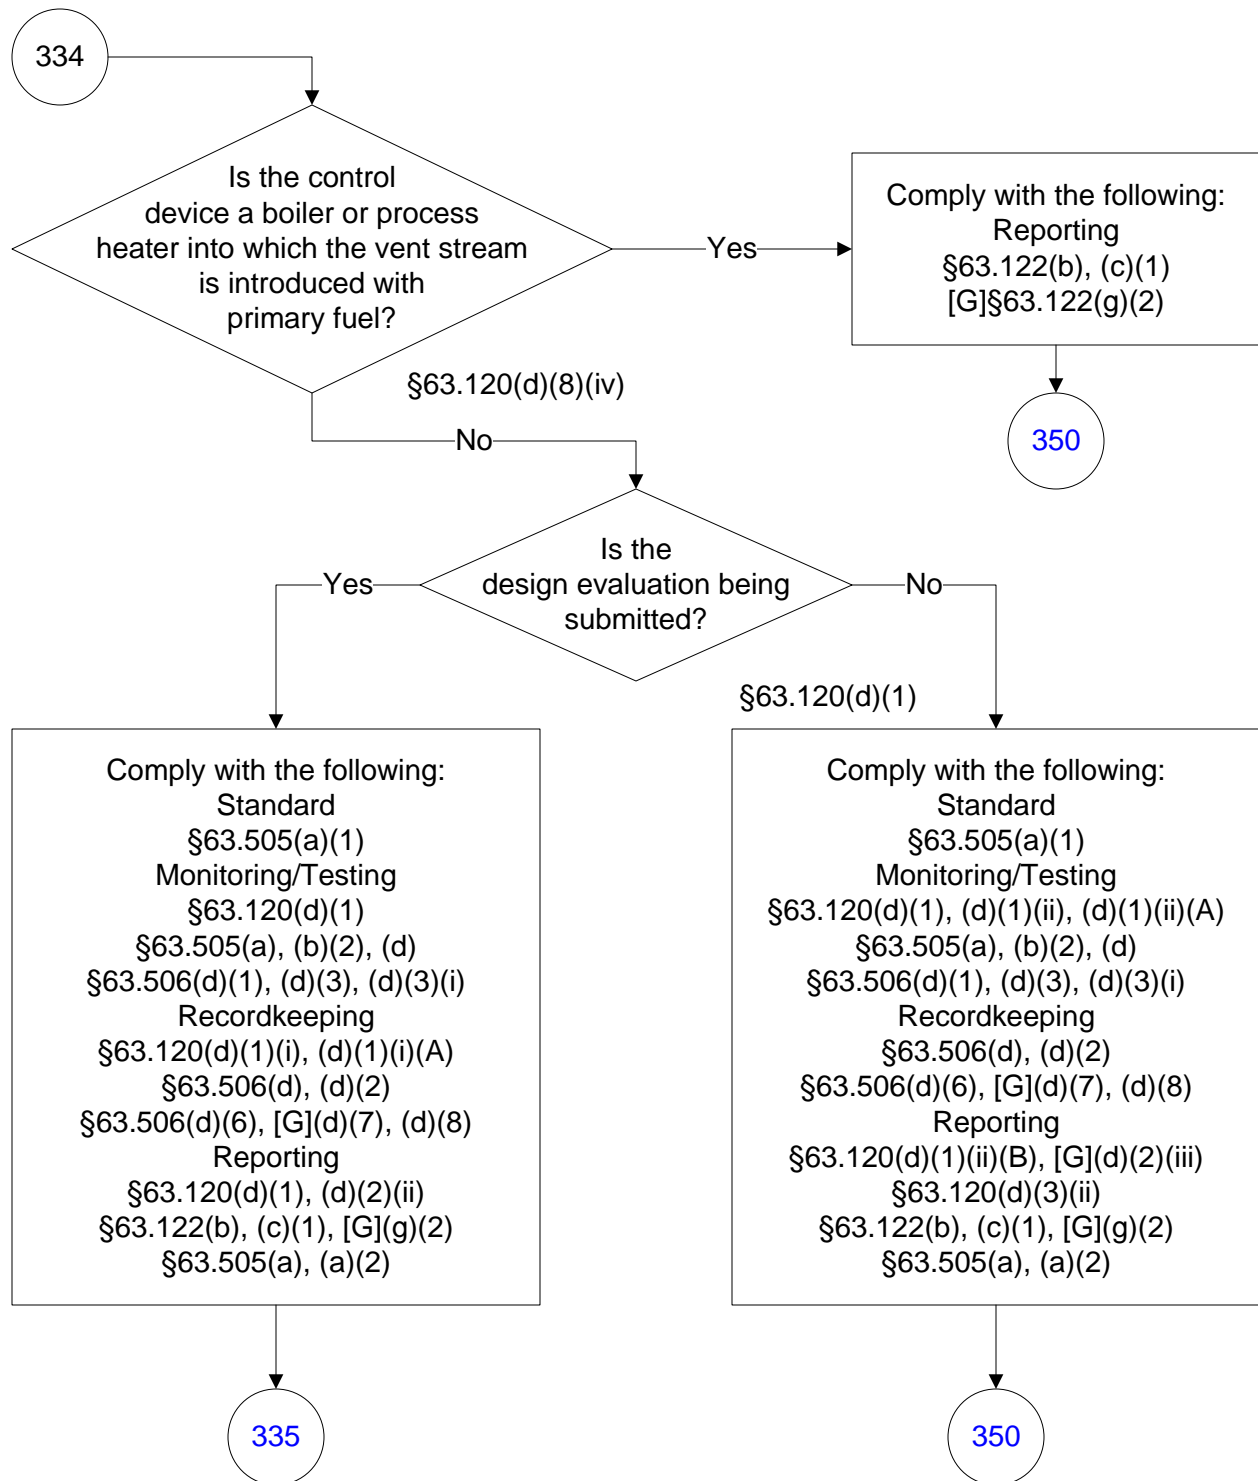 334
Is the control
device a boiler or process
heater into which the vent stream
is introduced with
primary fuel?
Yes
Comply with the following:
Reporting
§63.122(b), (c)(1)
[G]§63.122(g)(2)
350
§63.120(d)(8)(iv)
No
Is the
design evaluation being
submitted?
Yes
No
§63.120(d)(1)
Comply with the following:
Standard
§63.505(a)(1)
Monitoring/Testing
§63.120(d)(1)
§63.505(a), (b)(2), (d)
§63.506(d)(1), (d)(3), (d)(3)(i)
Recordkeeping
§63.120(d)(1)(i), (d)(1)(i)(A)
§63.506(d), (d)(2)
§63.506(d)(6), [G](d)(7), (d)(8)
Reporting
§63.120(d)(1), (d)(2)(ii)
§63.122(b), (c)(1), [G](g)(2)
§63.505(a), (a)(2)
335
Comply with the following:
Standard
§63.505(a)(1)
Monitoring/Testing
§63.120(d)(1), (d)(1)(ii), (d)(1)(ii)(A)
§63.505(a), (b)(2), (d)
§63.506(d)(1), (d)(3), (d)(3)(i)
Recordkeeping
§63.506(d), (d)(2)
§63.506(d)(6), [G](d)(7), (d)(8)
Reporting
§63.120(d)(1)(ii)(B), [G](d)(2)(iii)
§63.120(d)(3)(ii)
§63.122(b), (c)(1), [G](g)(2)
§63.505(a), (a)(2)
350